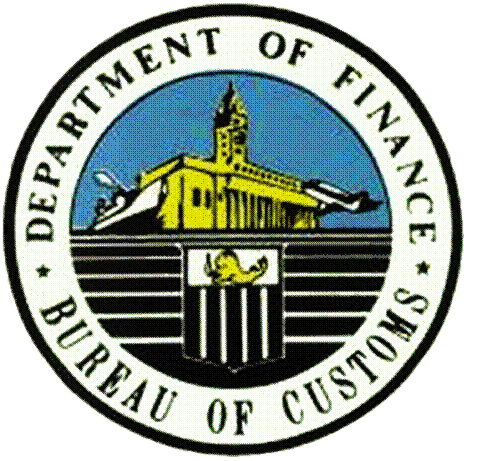 DEPARTMENT OF FINANCE
BUREAU OF CUSTOMS